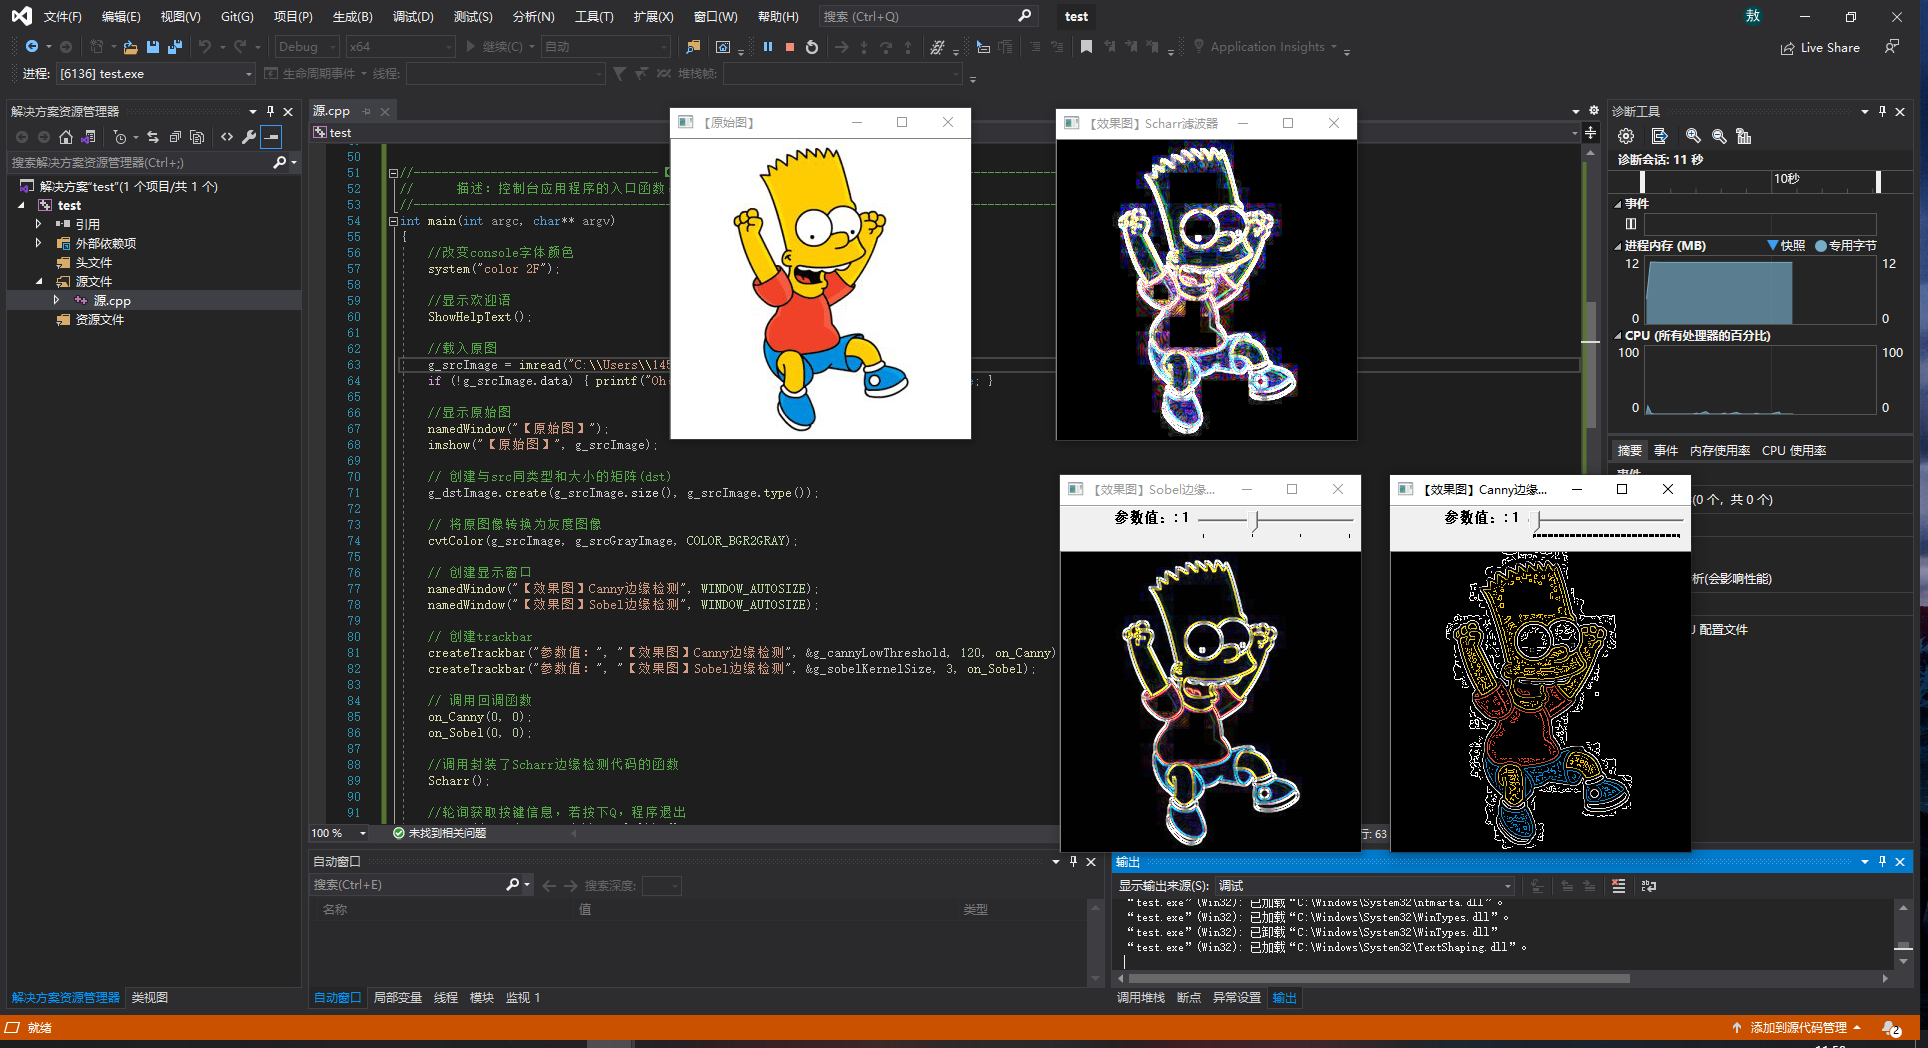 文件(F) 编辑(E) 视图(V) Git(G) 项目(P) 生成(B) 调试(D) 测试(S) 分析(N) 工具(T) 扩展(X) 窗口(W) 帮助(H) 搜索 (Ctrl+Q) test 敖
Debug x64 继续(C) 自动 Application Insights Live Share
进程: [6136] test.exe 生命周期事件 线程: 堆栈帧:
解决方案资源管理器
搜索解决方案资源管理器(Ctrl+;)
解决方案"test"(1 个项目/共 1 个)
test
引用
外部依赖项
头文件
源文件
源.cpp
资源文件
解决方案资源管理器 类视图
源.cpp
test
50
51 //-----------------------------------【
52 // 描述: 控制台应用程序的入口函数
53 //-----------------------------------
54 int main(int argc, char** argv)
55 {
56 //改变console字体颜色
57 system("color 2F");
58
59 //显示欢迎语
60 ShowHelpText();
61
62 //载入原图
63 g_srcImage = imread("C:\\Users\\145
64 if (!g_srcImage.data) { printf("Oh ; }
65
66 //显示原始图
67 namedWindow("【原始图】");
68 imshow("【原始图】", g_srcImage);
69
70 // 创建与src同类型和大小的矩阵(dst)
71 g_dstImage.create(g_srcImage.size(), g_srcImage.type());
72
73 // 将原图像转换为灰度图像
74 cvtColor(g_srcImage, g_srcGrayImage, COLOR_BGR2GRAY);
75
76 // 创建显示窗口
77 namedWindow("【效果图】Canny边缘检测", WINDOW_AUTOSIZE);
78 namedWindow("【效果图】Sobel边缘检测", WINDOW_AUTOSIZE);
79
80 // 创建trackbar
81 createTrackbar("参数值: ", "【效果图】Canny边缘检测", &g_cannyLowThreshold, 120, on_Canny)
82 createTrackbar("参数值: ", "【效果图】Sobel边缘检测", &g_sobelKernelSize, 3, on_Sobel);
83
84 // 调用回调函数
85 on_Canny(0, 0);
86 on_Sobel(0, 0);
87
88 //调用封装了Scharr边缘检测代码的函数
89 Scharr();
90
91 //轮询获取按键信息, 若按下Q, 程序退出
100 % 未找到相关问题 行: 63
【原始图】
【效果图】Scharr滤波器
【效果图】Sobel边缘...
参数值: : 1
【效果图】Canny边缘...
参数值: : 1
诊断工具
诊断会话: 11 秒
10秒
事件
进程内存 (MB) 快照 专用字节
12 12
0 0
CPU (所有处理器的百分比)
100 100
0 0
摘要 事件 内存使用率 CPU 使用率
(0 个, 共 0 个)
析(会影响性能)
配置文件
自动窗口
搜索(Ctrl+E) 搜索深度:
名称 值 类型
自动窗口 局部变量 线程 模块 监视 1
输出
显示输出来源(S): 调试
“test.exe”(Win32): 已加载“C:\Windows\System32\ntmarta.dll”。
“test.exe”(Win32): 已加载“C:\Windows\System32\WinTypes.dll”。
“test.exe”(Win32): 已卸载“C:\Windows\System32\WinTypes.dll”
“test.exe”(Win32): 已加载“C:\Windows\System32\TextShaping.dll”。
调用堆栈 断点 异常设置 输出
就绪 添加到源代码管理 2